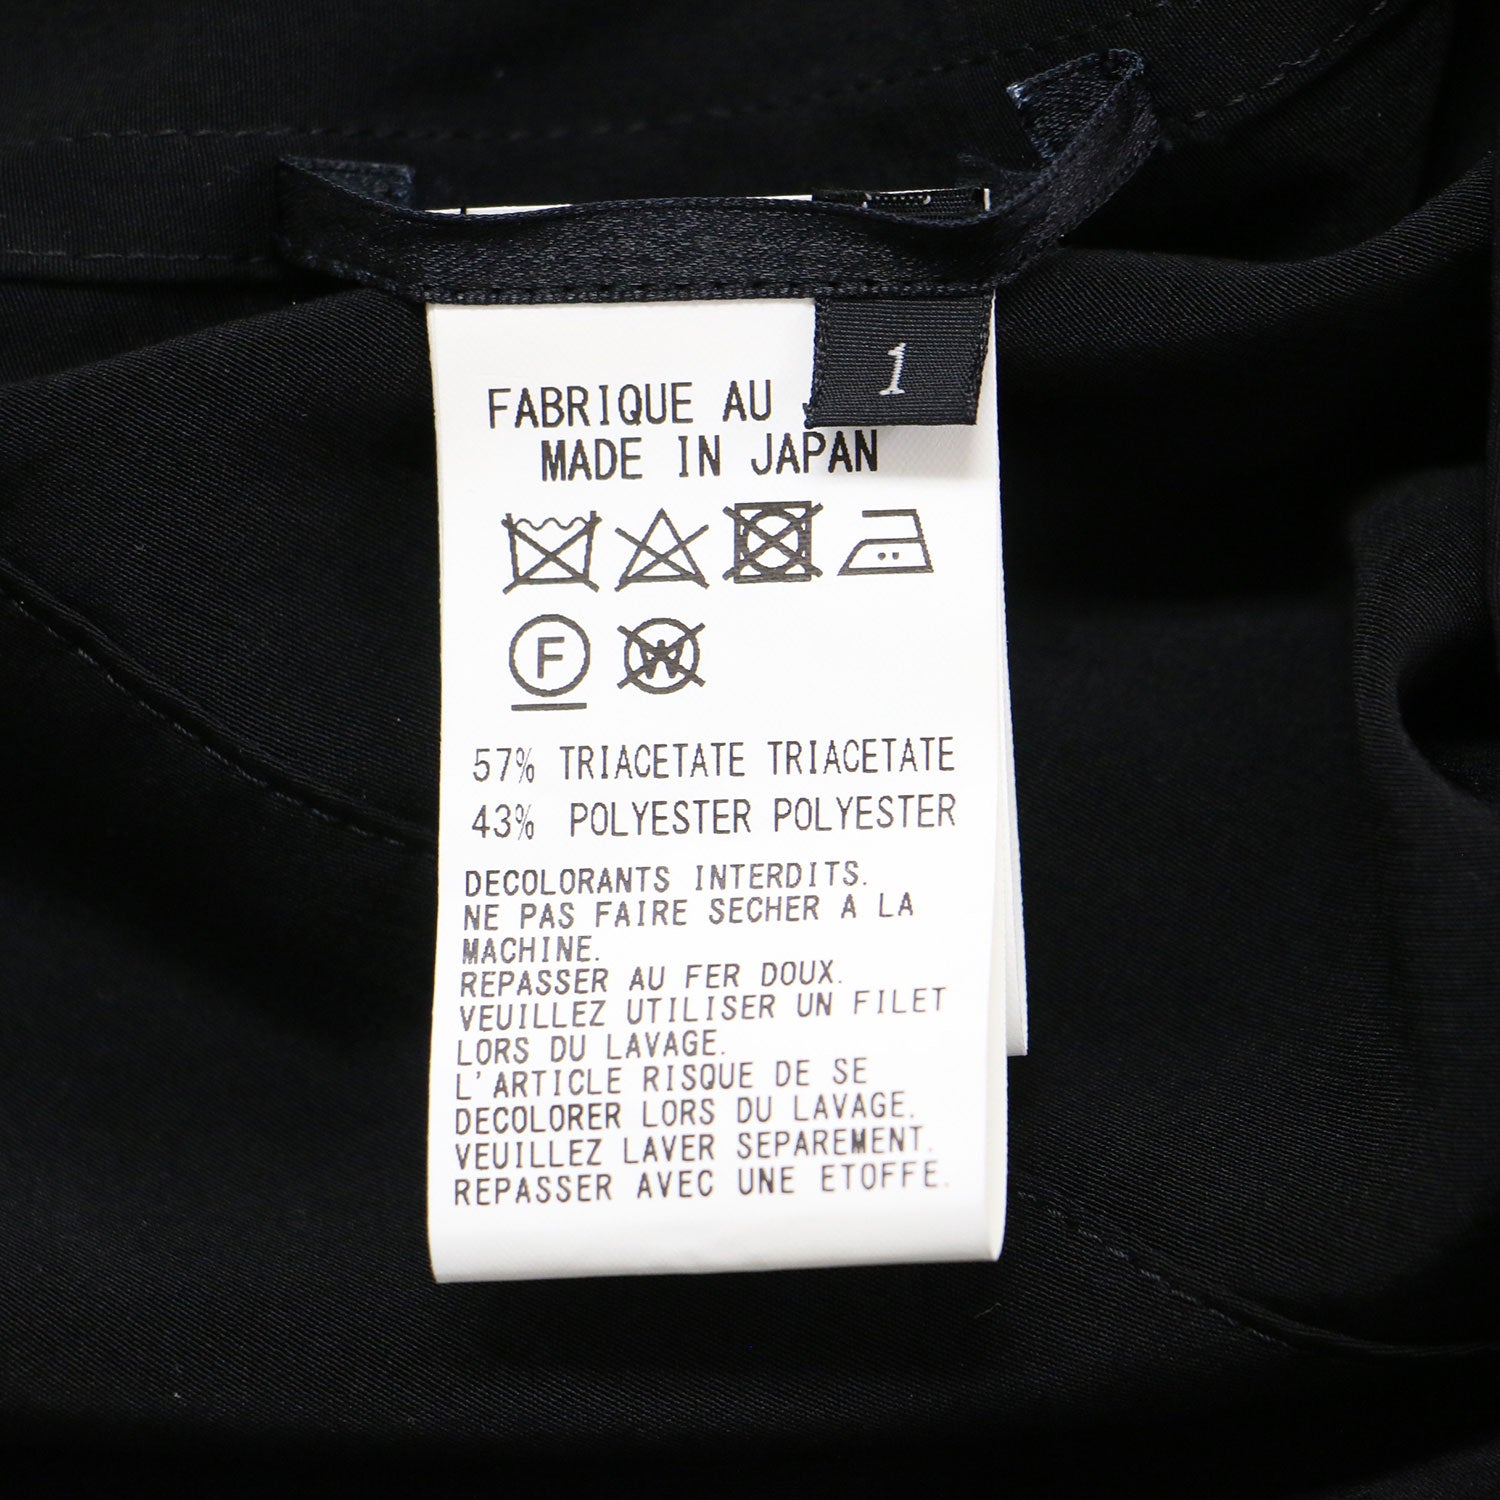 1
FABRIQUE AU
MADE IN JAPAN
F W
57% TRIACETATE TRIACETATE
43% POLYESTER POLYESTER
DECOLORANTS INTERDITS.
NE PAS FAIRE SECHER A LA
MACHINE.
REPASSER AU FER DOUX.
VEUILLEZ UTILISER UN FILET
LORS DU LAVAGE.
L'ARTICLE RISQUE DE SE
DECOLORER LORS DU LAVAGE.
VEUILLEZ LAVER SEPAREMENT.
REPASSER AVEC UNE ETOFFE.